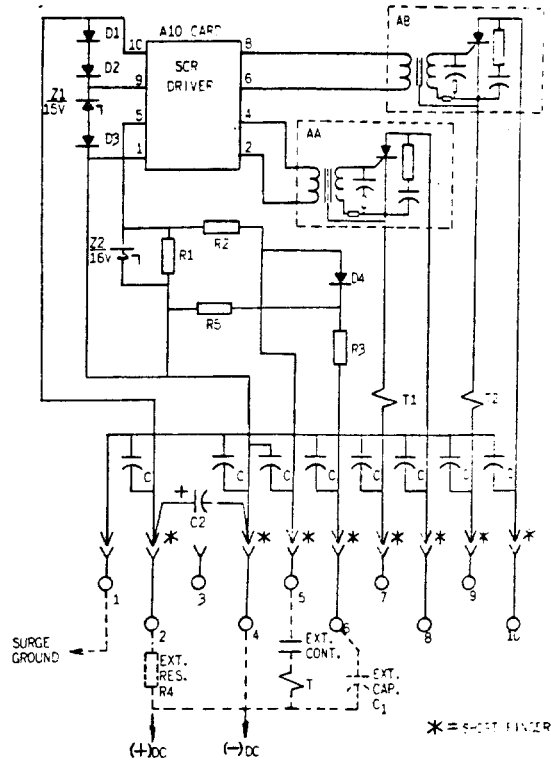 A10 CARD
AB
D1
10
8
D2
SCR
DRIVER
9
6
Z1
15V
5
4
D3
1
2
AA
R2
Z2
16V
R1
D4
R5
R3
T1
T2
C
C
C
C
C
C
+
C2
*
*
*
*
*
*
*
*
1
3
5
7
9
2
4
6
8
10
SURGE
GROUND
EXT.
RES.
R4
EXT.
CONT.
T
EXT.
CAP.
C1
(+)DC
(−)DC
* = SHORT FINGER